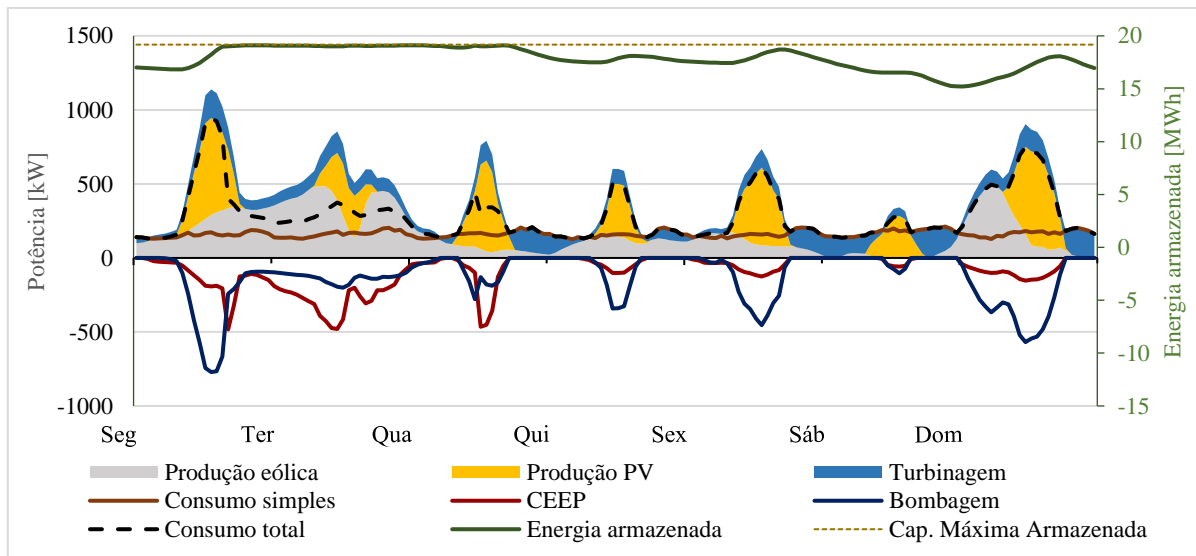 1500
1000
500
0
-500
-1000
Potência [kW]
20
15
10
5
0
-5
-10
-15
Energia armazenada [MWh]
Seg Ter Qua Qui Sex Sáb Dom
Produção eólica Produção PV Turbinagem
Consumo simples CEEP Bombagem
Consumo total Energia armazenada Cap. Máxima Armazenada